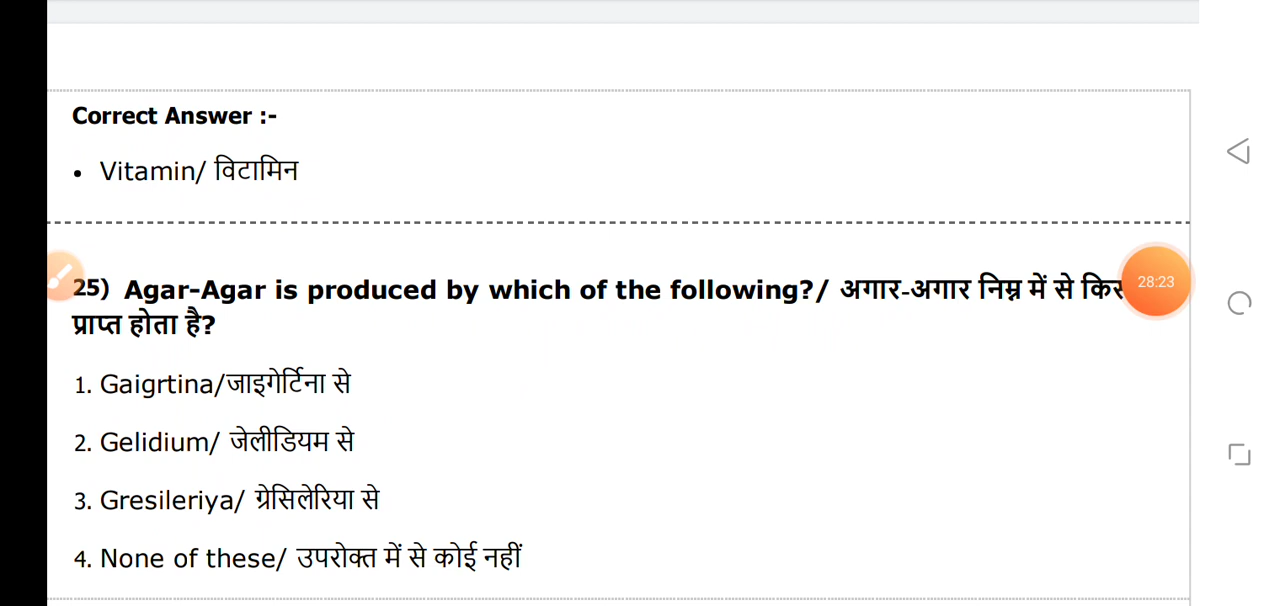 Correct Answer :-
• Vitamin/ विटामिन
25) Agar-Agar is produced by which of the following?/ अगार-अगार निम्न में से
28:23
प्राप्त होता है?
1. Gaigrtina/जाइगेर्टिना से
2. Gelidium/ जेलीडियम से
3. Gresileriya/ ग्रेसिलेरिया से
4. None of these/ उपरोक्त में से कोई नहीं